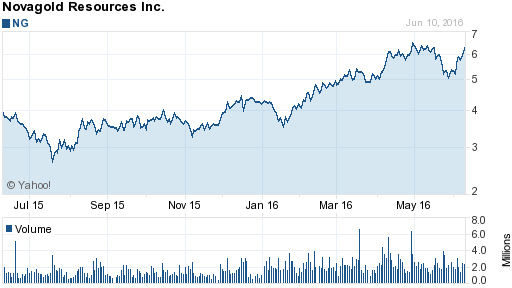 Novagold Resources Inc.
NG
Jun 10, 2016
7
6
5
4
3
2
© Yahoo!
Jul 15 Sep 15 Nov 15 Jan 16 Mar 16 May 16
Volume
8.0
6.0
4.0
2.0
0.0
Millions